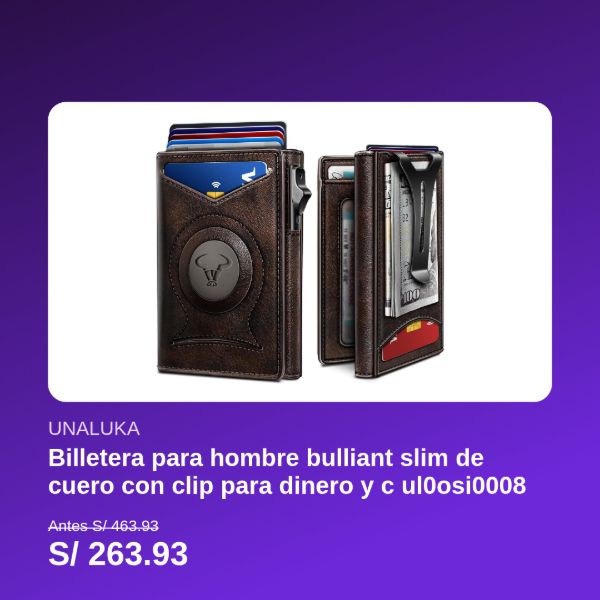 UNALUKA
Billetera para hombre bulliant slim de
cuero con clip para dinero y c ul0osi0008
Antes S/ 463.93
S/ 263.93